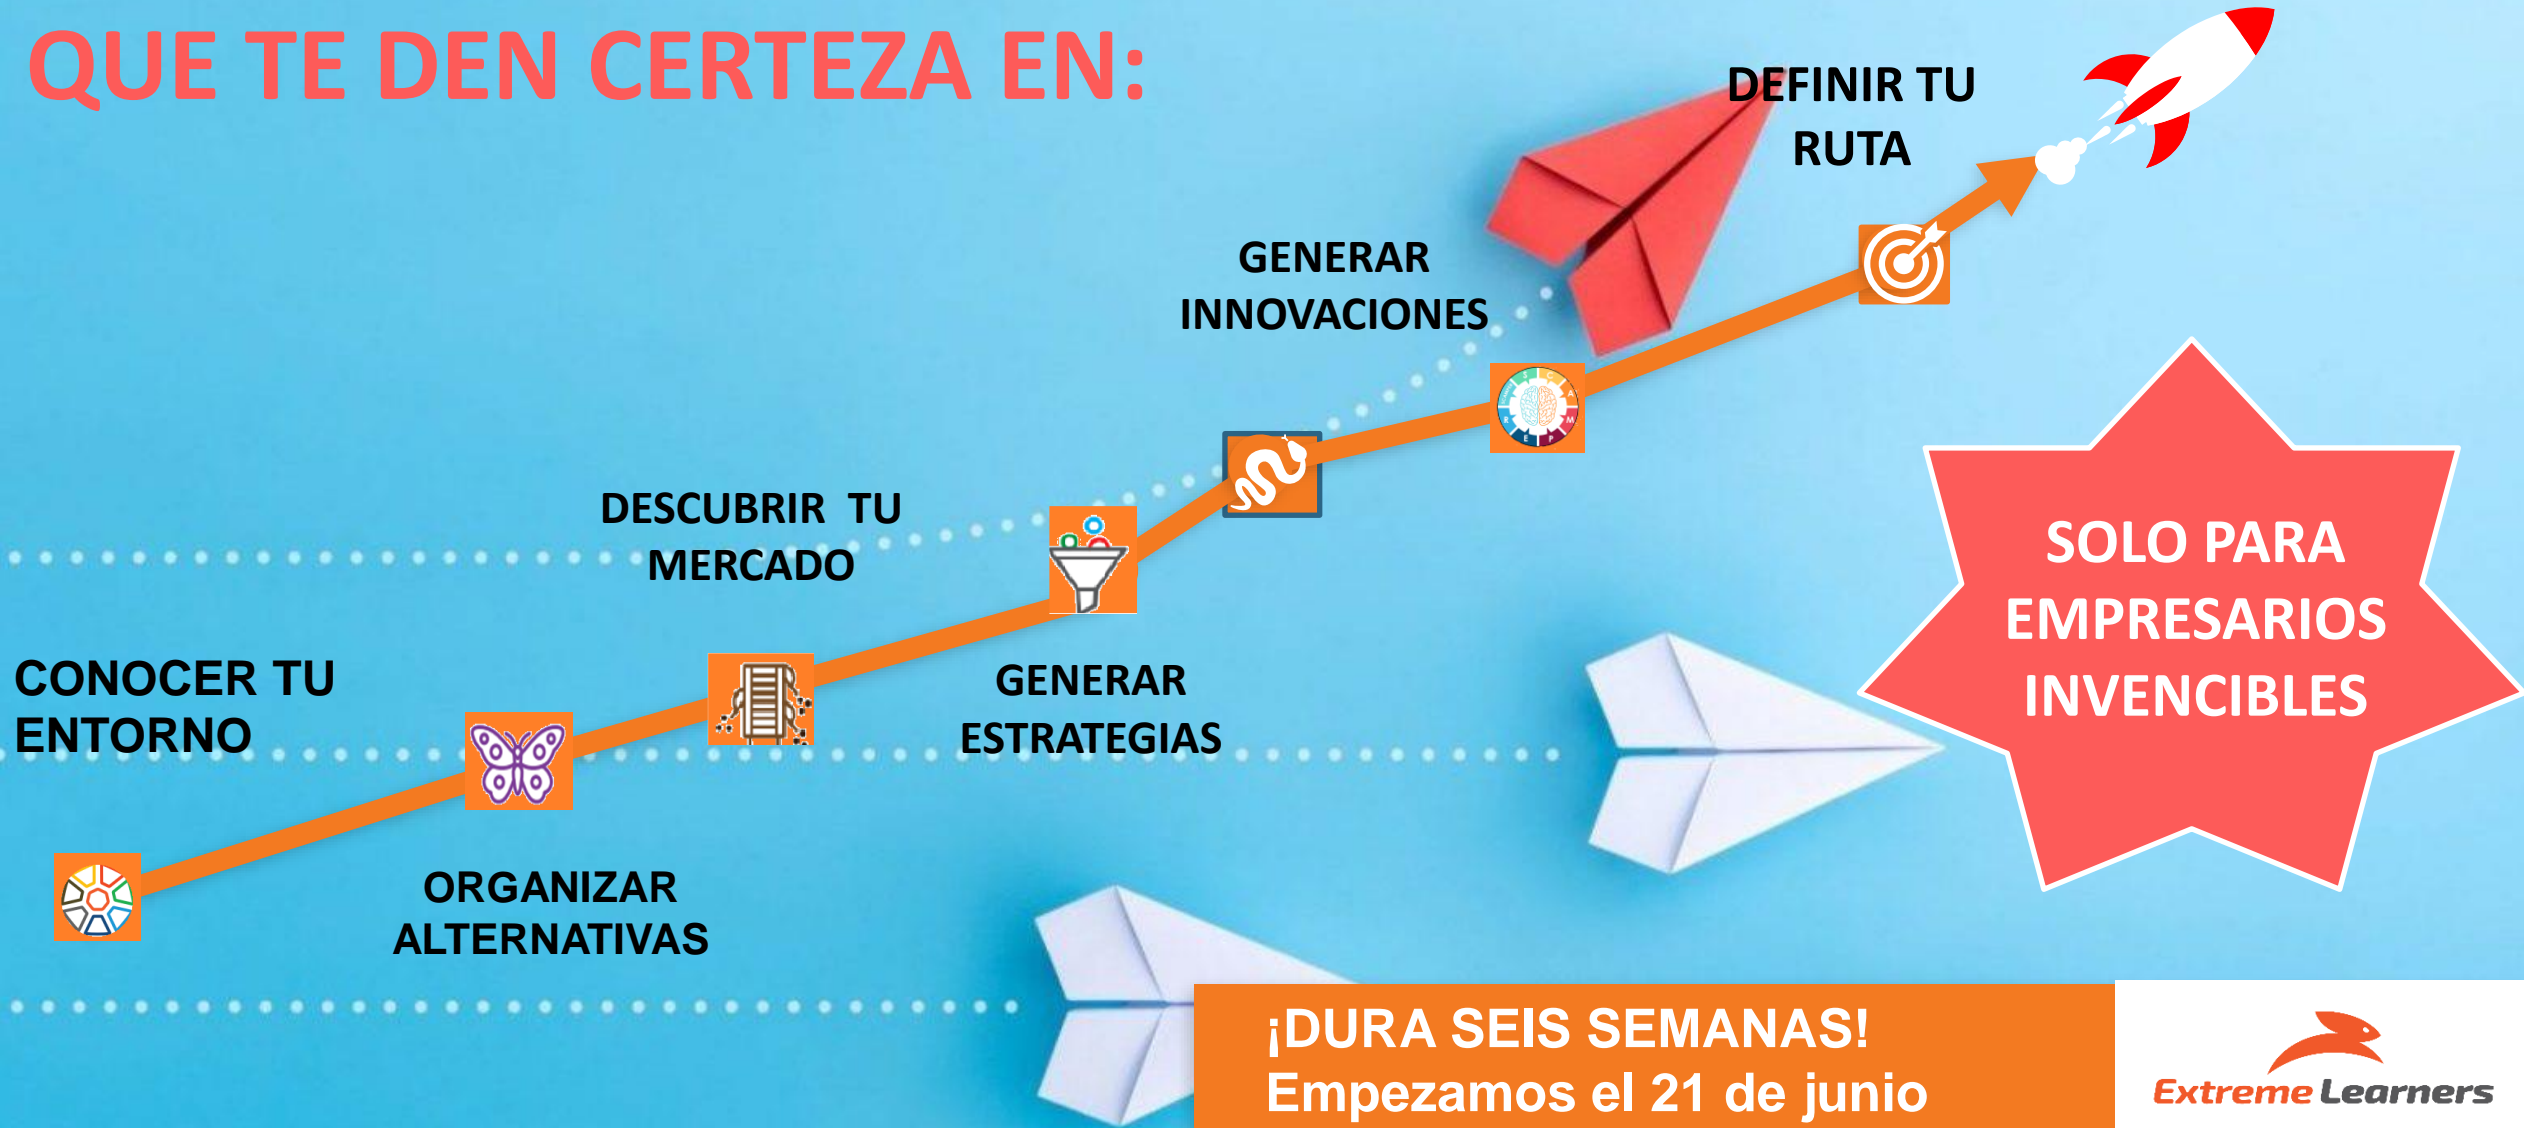 QUE TE DEN CERTEZA EN:
DEFINIR TU
RUTA
GENERAR
INNOVACIONES
DESCUBRIR TU
MERCADO
CONOCER TU
ENTORNO
GENERAR
ESTRATEGIAS
ORGANIZAR
ALTERNATIVAS
SOLO PARA
EMPRESARIOS
INVENCIBLES
¡DURA SEIS SEMANAS!
Empezamos el 21 de junio
Extreme Learners
S C A M P E R